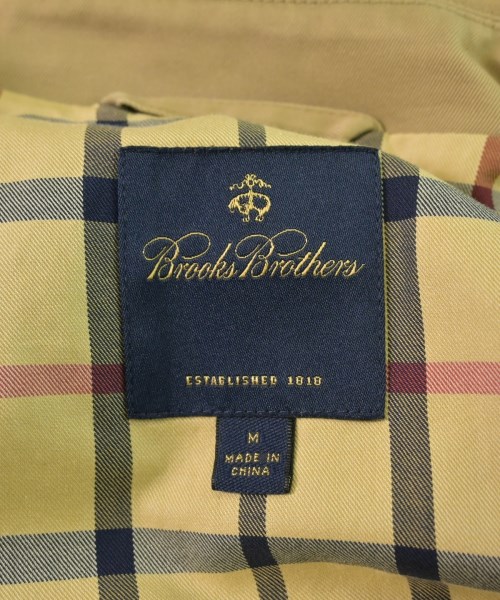 Brooks Brothers
ESTABLISHED 1818
M
MADE IN
CHINA